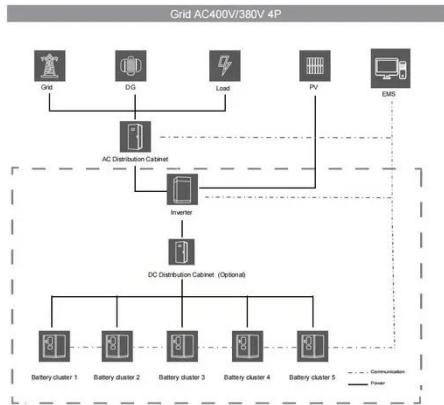 Grid AC400V/380V 4P
Grid
DG
Load
PV
EMS
AC Distribution Cabinet
Inverter
DC Distribution Cabinet (Optional)
Battery cluster 1
Battery cluster 2
Battery cluster 3
Battery cluster 4
Battery cluster 5
Communication
Power